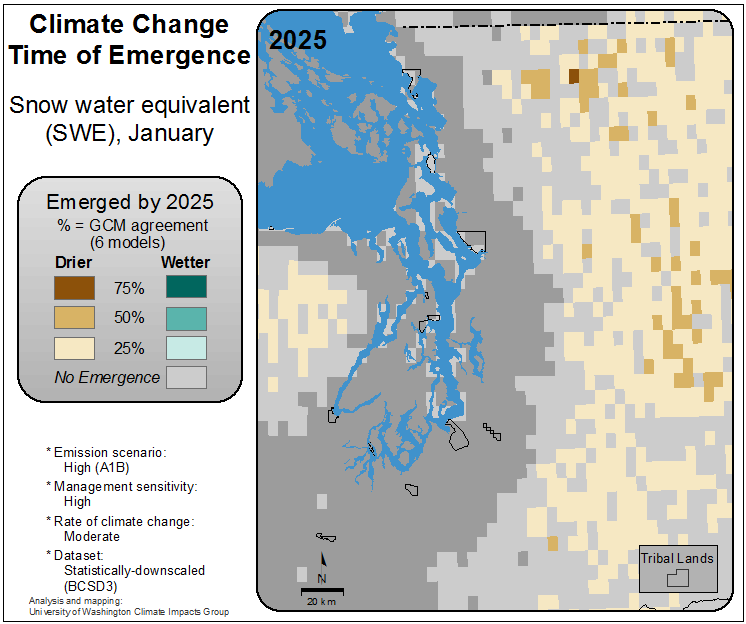 Climate Change
Time of Emergence
Snow water equivalent
(SWE), January
Emerged by 2025
% = GCM agreement
(6 models)
Drier Wetter
75%
50%
25%
No Emergence
* Emission scenario:
High (A1B)
* Management sensitivity:
High
* Rate of climate change:
Moderate
* Dataset:
Statistically-downscaled
(BCSD3)
Analysis and mapping:
University of Washington Climate Impacts Group
2025
N
20 km
Tribal Lands